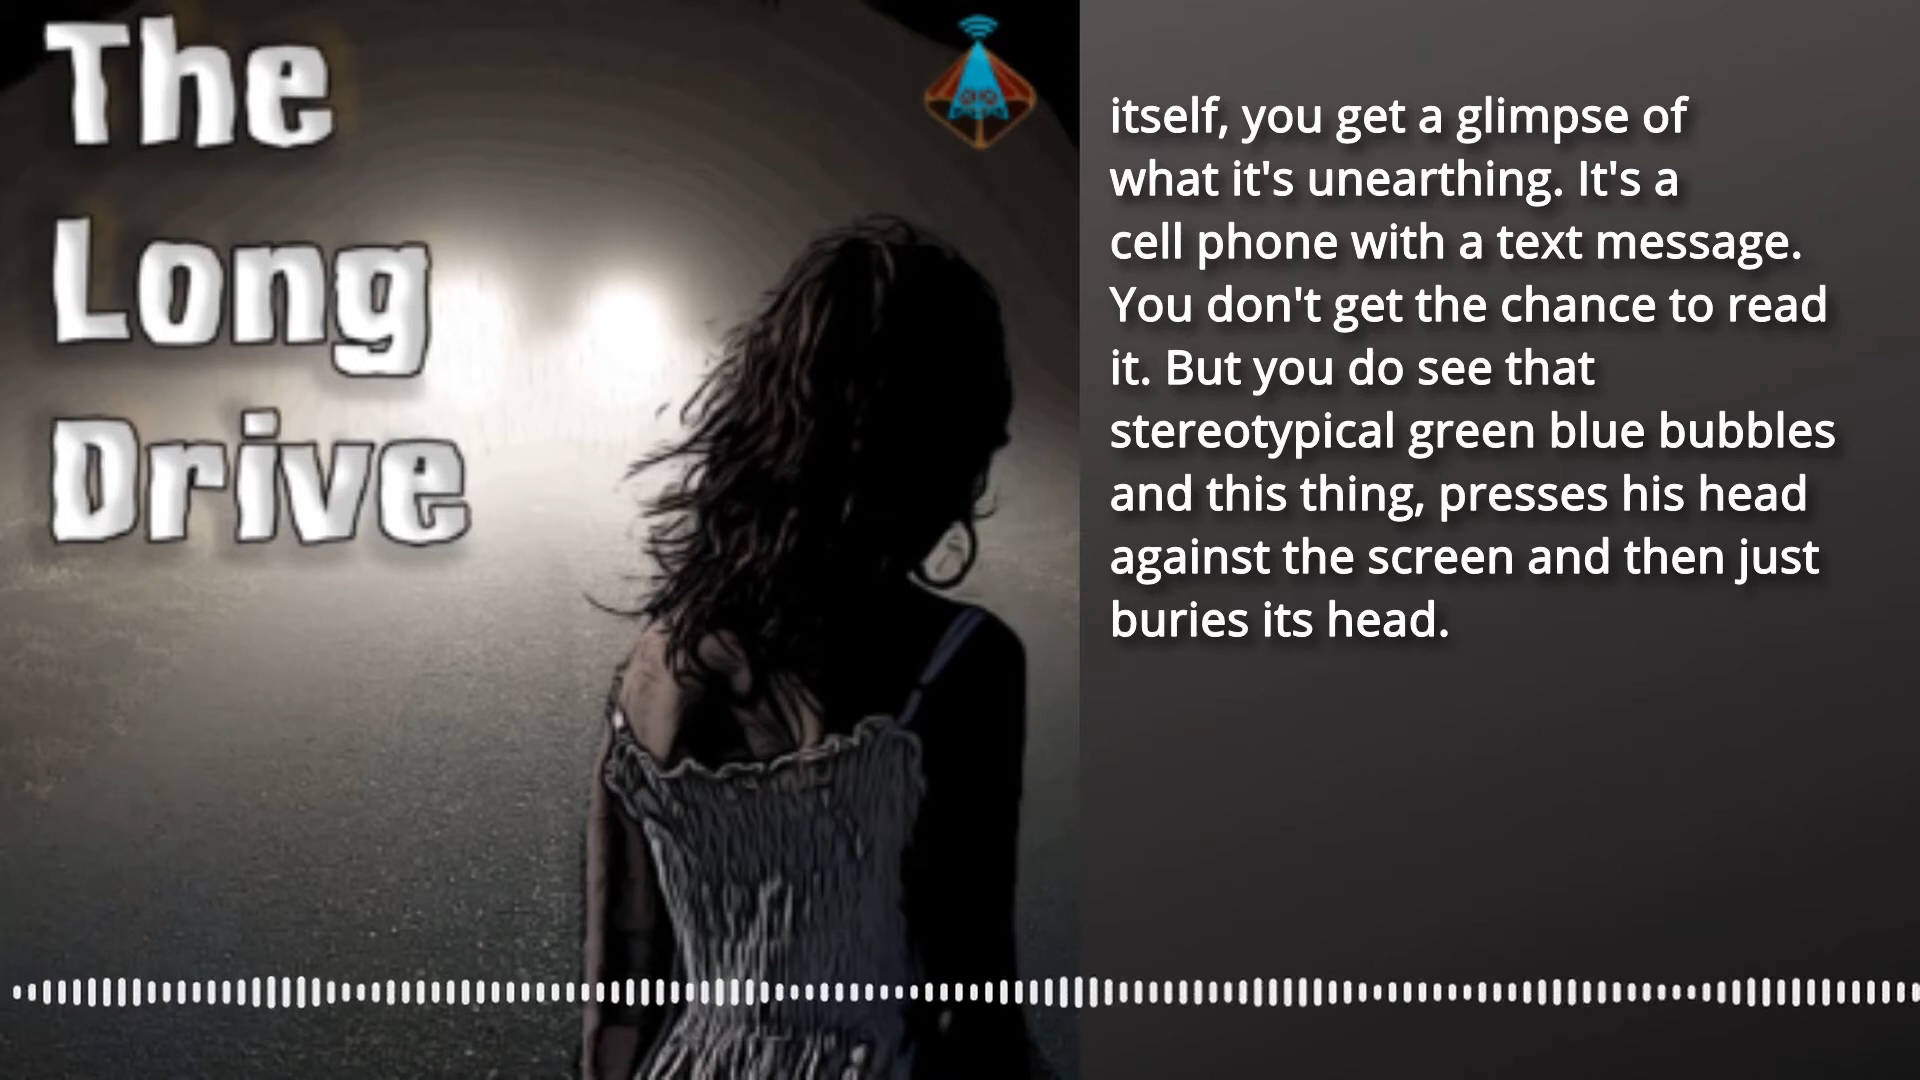 The
Long
Drive
itself, you get a glimpse of
what it's unearthing. It's a
cell phone with a text message.
You don't get the chance to read
it. But you do see that
stereotypical green blue bubbles
and this thing, presses his head
against the screen and then just
buries its head.